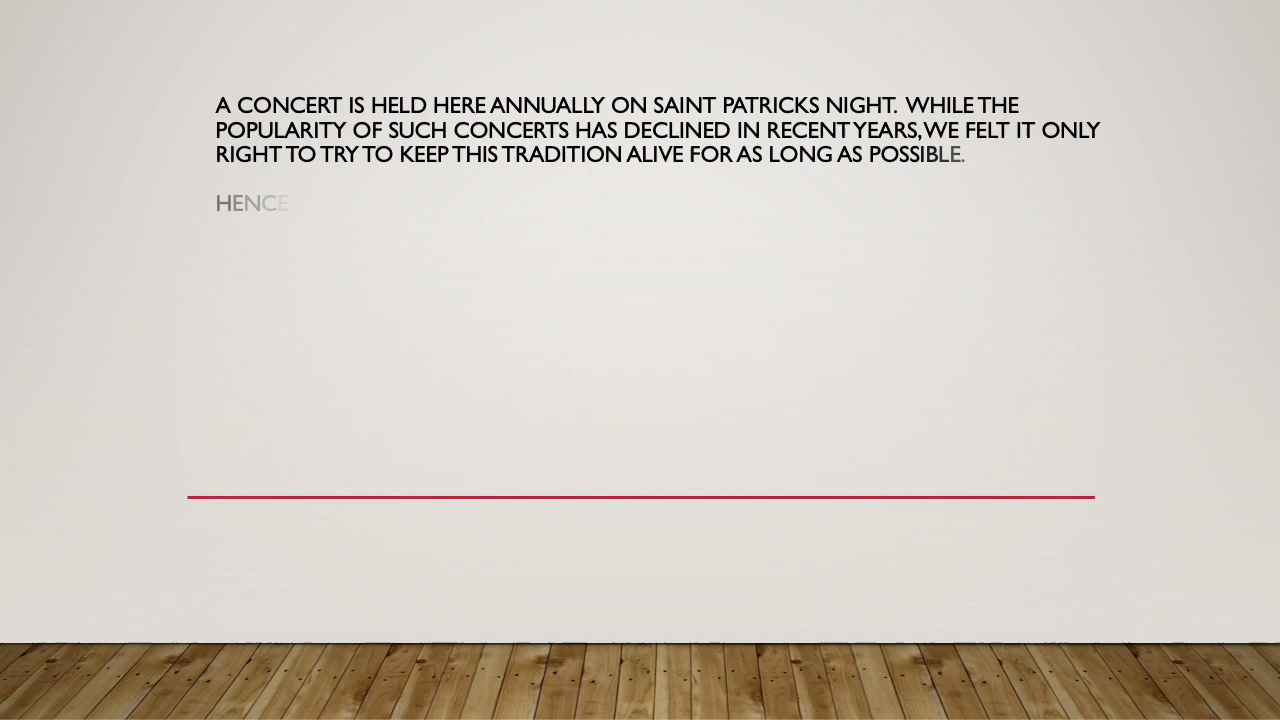 A CONCERT IS HELD HERE ANNUALLY ON SAINT PATRICKS NIGHT. WHILE THE
POPULARITY OF SUCH CONCERTS HAS DECLINED IN RECENT YEARS, WE FELT IT ONLY
RIGHT TO TRY TO KEEP THIS TRADITION ALIVE FOR AS LONG AS POSSIBLE.
HENCE